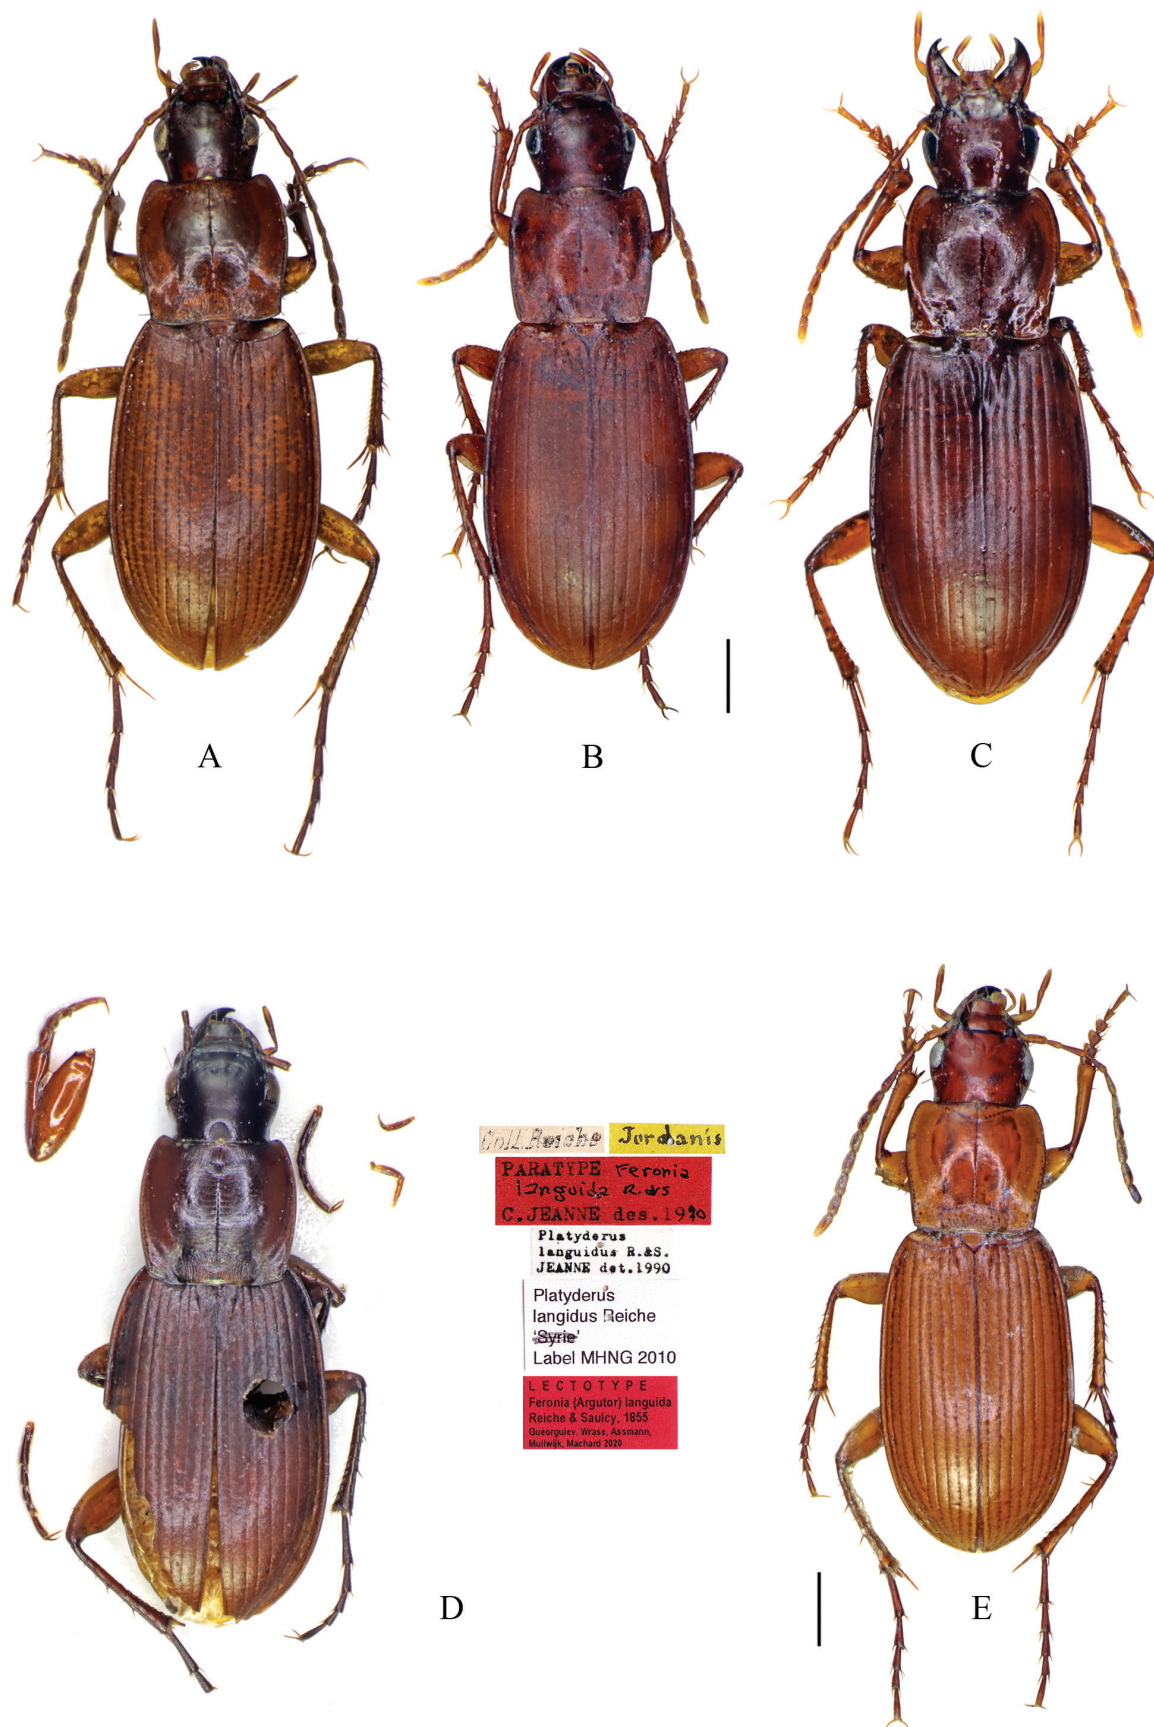 A
B
C
Coll. Reiche
Jordanis
PARATYPE Feronia
languida R. &S
C. JEANNE des. 1990
Platyderus
languidus R.&S.
JEANNE det.1990
Platyderus
langidus Reiche
'Syrie'
Label MHNG 2010
LECTOTYPE
Feronia (Argutor) languida
Reiche & Saulcy, 1855
Gueorguiev, Wrase, Assmann,
Muilwijk, Machard 2020
D
E